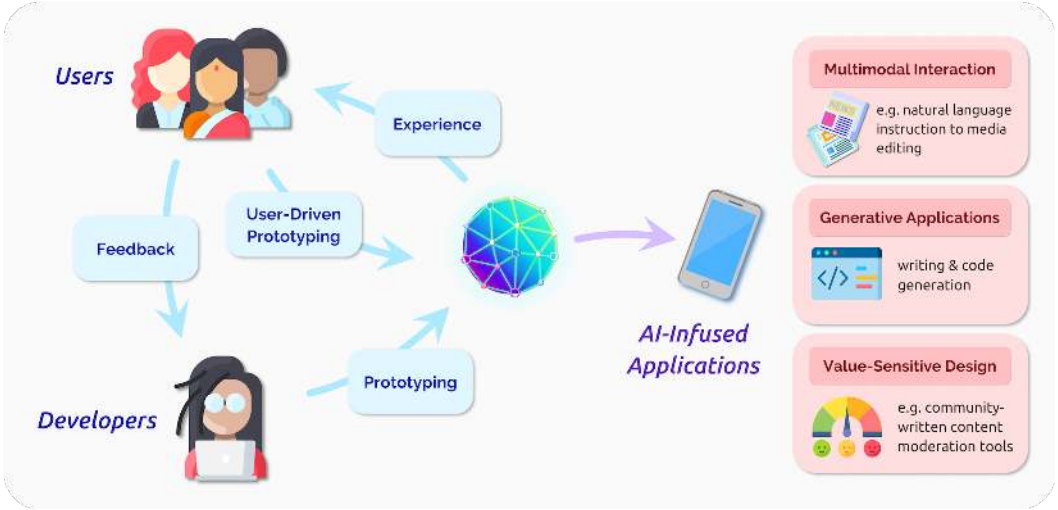 Users
Experience
User-Driven
Prototyping
Feedback
Prototyping
Developers
AI-Infused
Applications
Multimodal Interaction
NEWS
e.g. natural language
instruction to media
editing
Generative Applications
</>
writing & code
generation
Value-Sensitive Design
e.g. community-
written content
moderation tools